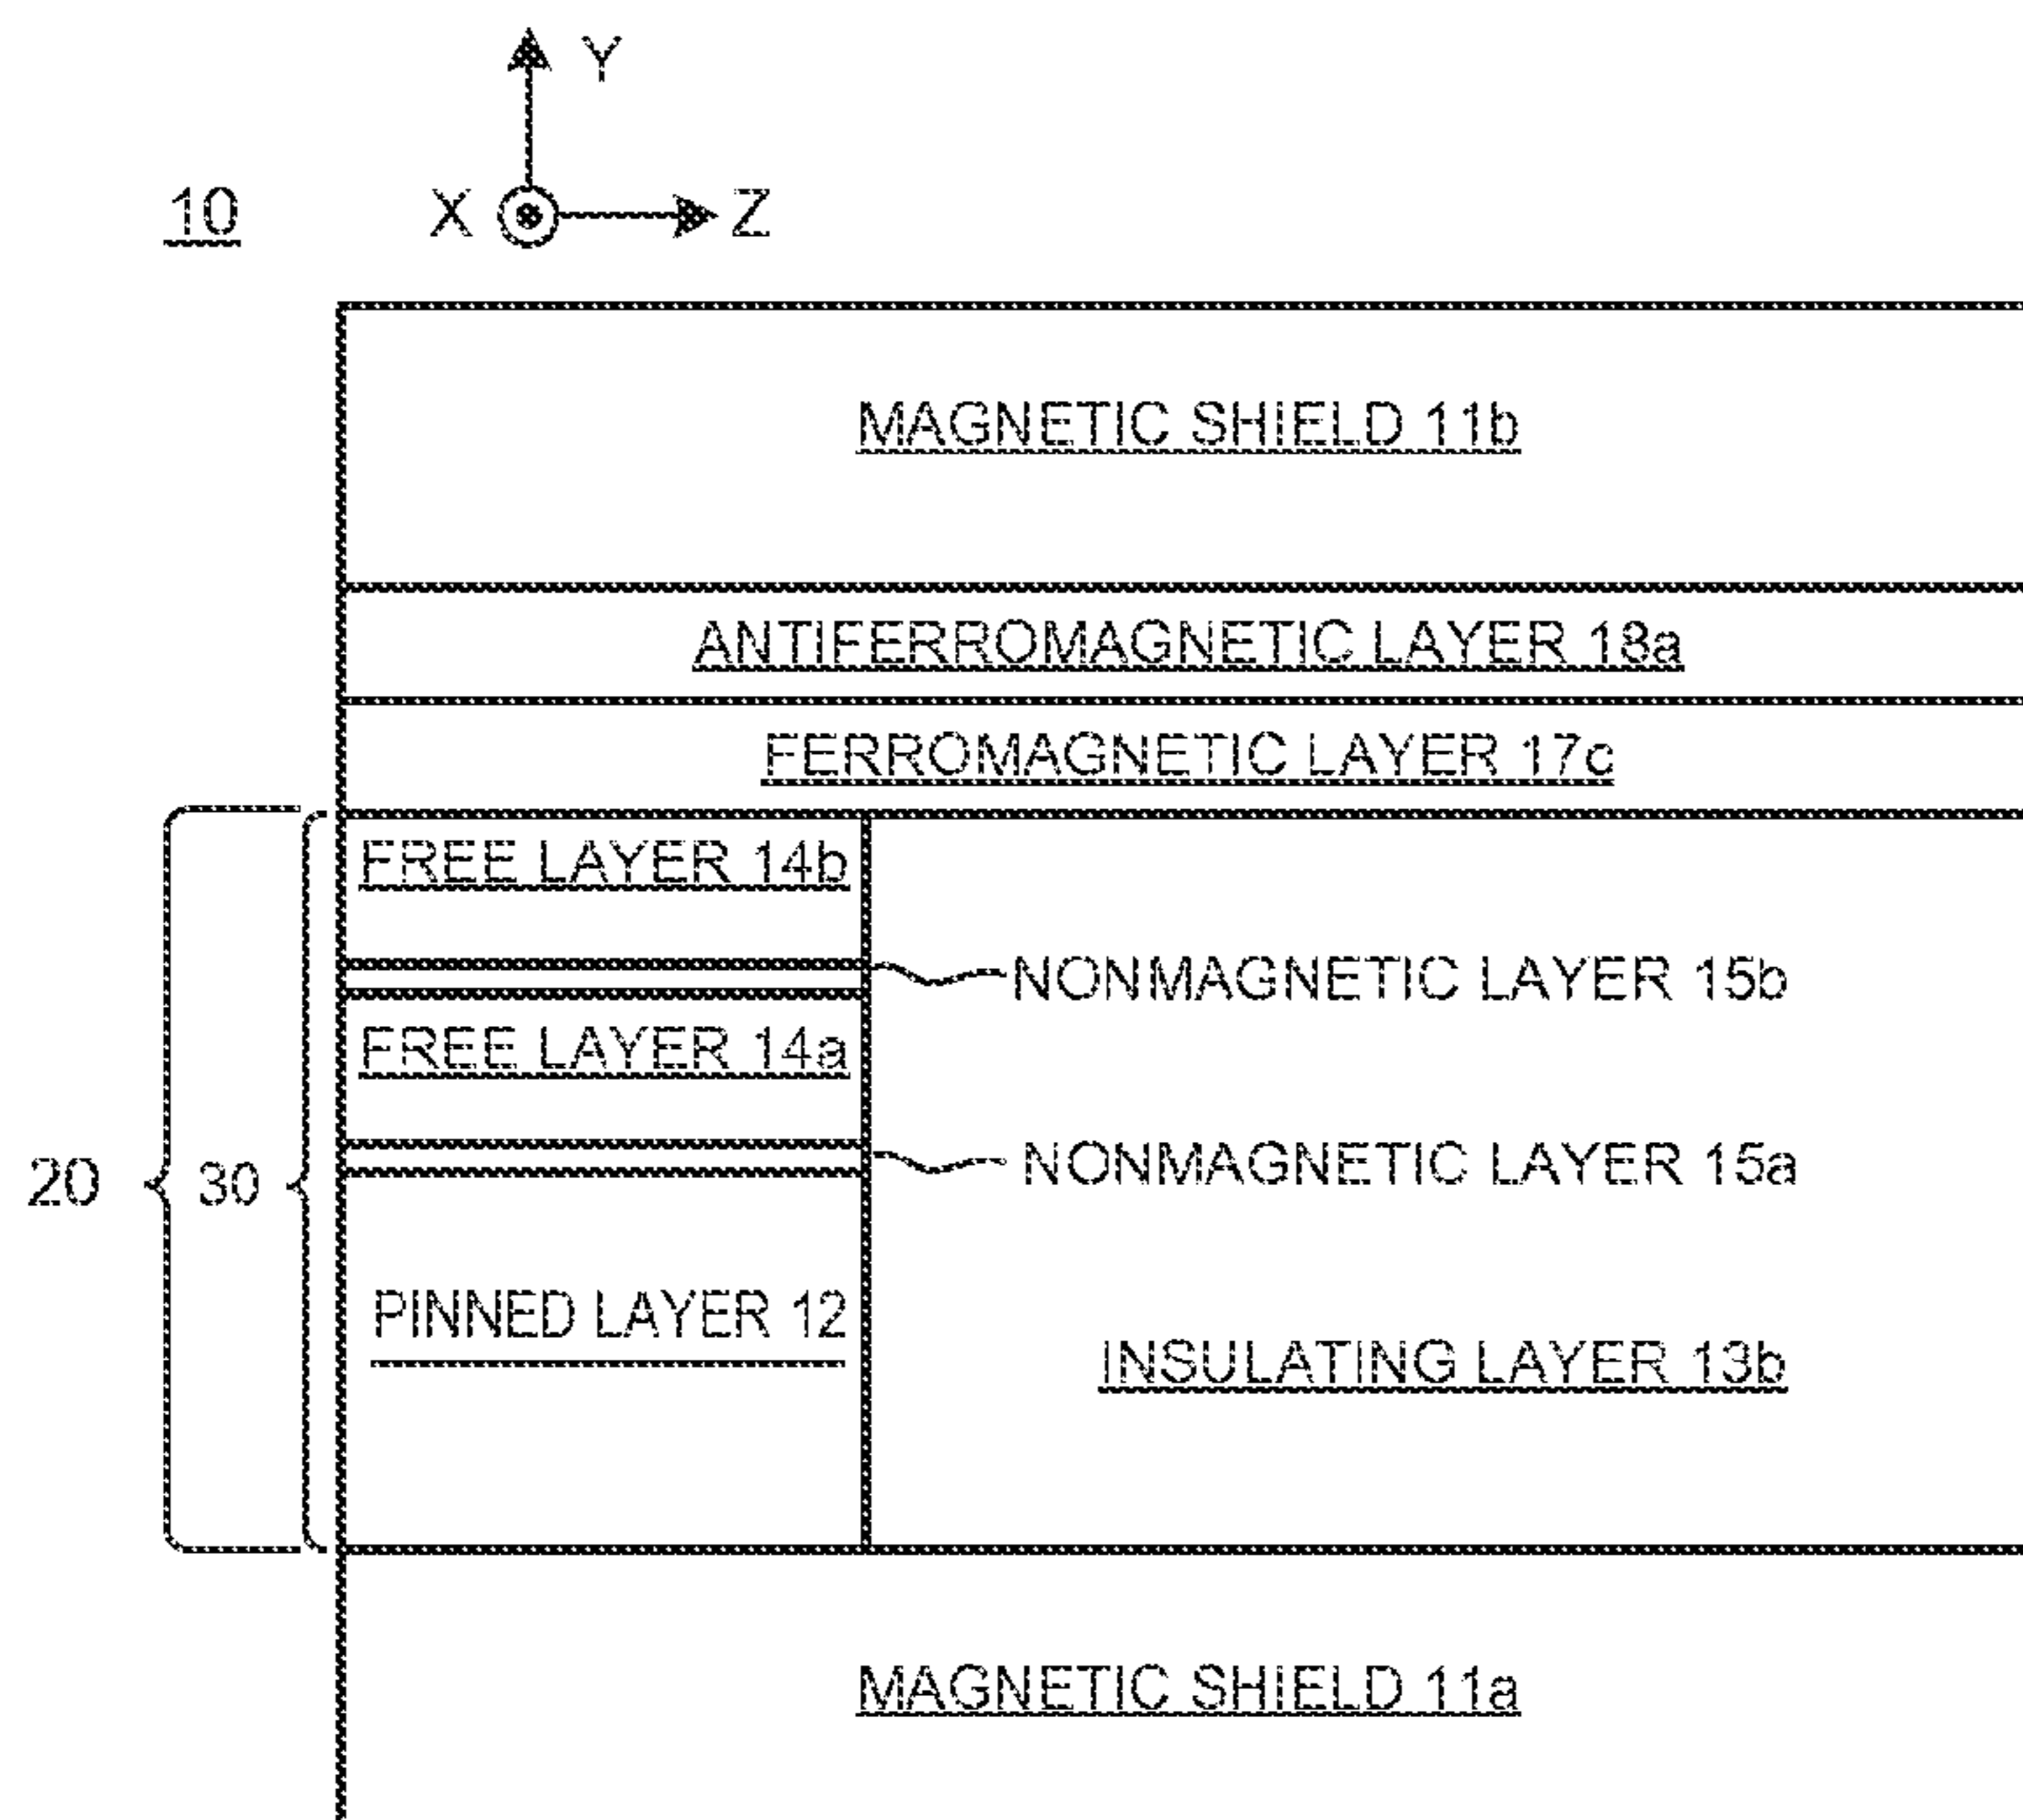 Y
10
X
Z
MAGNETIC SHIELD 11b
ANTIFERROMAGNETIC LAYER 18a
FERROMAGNETIC LAYER 17c
FREE LAYER 14b
NONMAGNETIC LAYER 15b
FREE LAYER 14a
NONMAGNETIC LAYER 15a
20
30
PINNED LAYER 12
INSULATING LAYER 13b
MAGNETIC SHIELD 11a